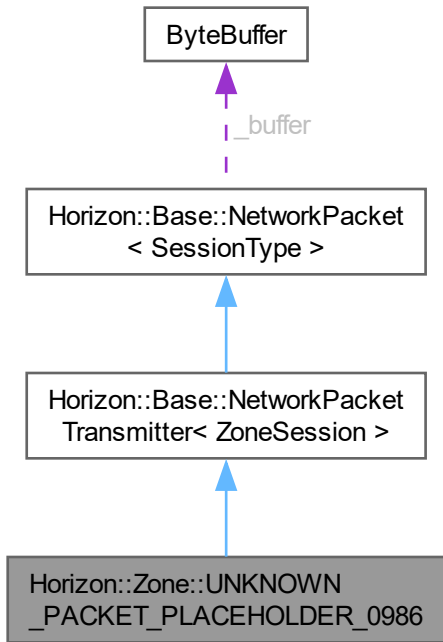 ByteBuffer
_buffer
Horizon::Base::NetworkPacket
< SessionType >
Horizon::Base::NetworkPacket
Transmitter< ZoneSession >
Horizon::Zone::UNKNOWN
_PACKET_PLACEHOLDER_0986